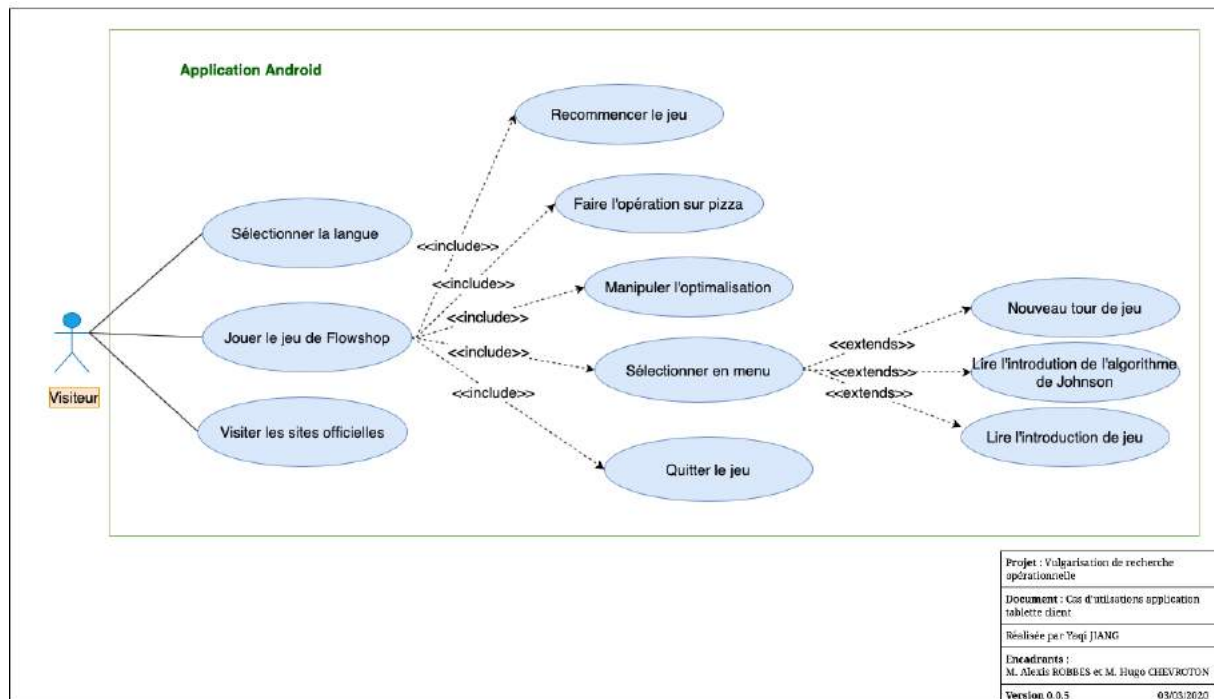 Application Android
Recommencer le jeu
Faire l'opération sur pizza
Sélectionner la langue
<<include>>
<<include>>
Manipuler l'optimalisation
<<include>>
Nouveau tour de jeu
Jouer le jeu de Flowshop
<<include>>
Sélectionner en menu
<<extends>>
<<extends>>
Lire l'introdution de l'algorithme
de Johnson
<<extends>>
Visiteur
<<include>>
Visiter les sites officielles
Lire l'introduction de jeu
Quitter le jeu
Projet : Vulgarisation de recherche
opérationnelle
Document : Cas d'utilsations application
tablette client
Réalisée par Yaqi JIANG
Encadrants :
M. Alexis ROBBES et M. Hugo CHEVROTON
Version 0.0.5 03/03/2020